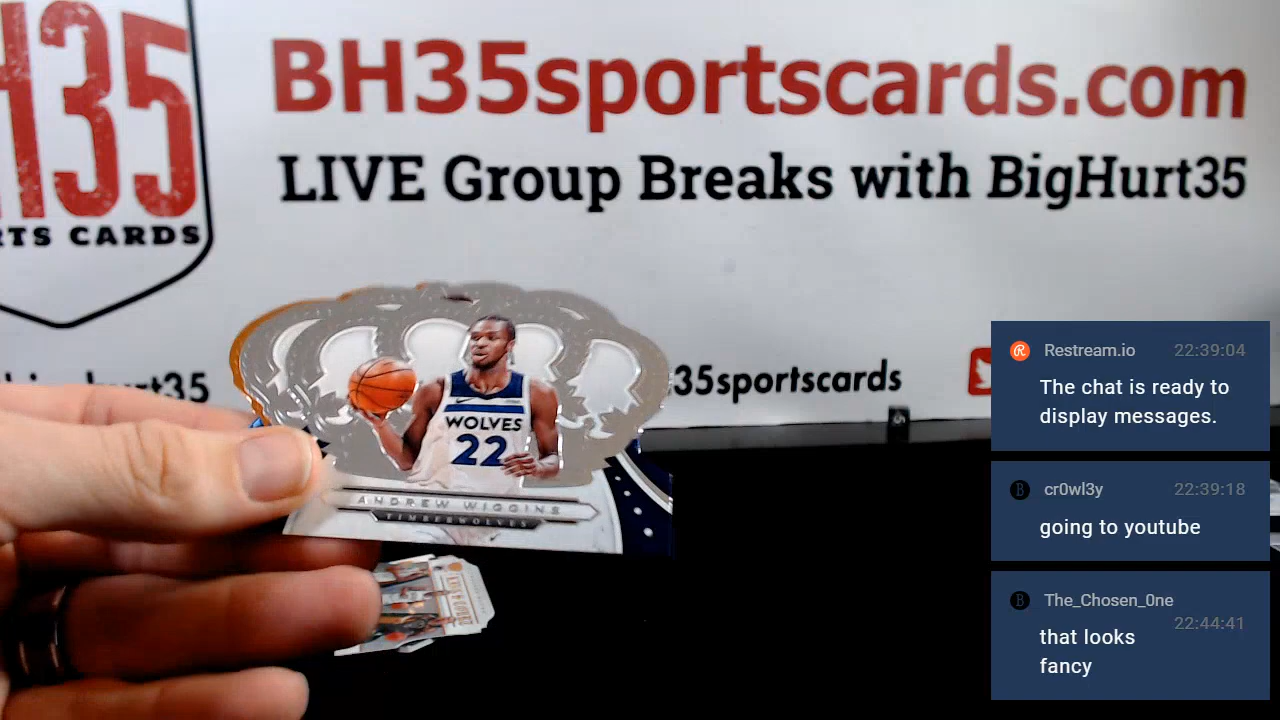 H35
RTS CARDS
BH35sportscards.com
LIVE Group Breaks with BigHurt35
35sportscards
WOLVES
22
ANDREW WIGGINS
TIMBERWOLVES
Restream.io 22:39:04
The chat is ready to
display messages.
cr0wl3y 22:39:18
going to youtube
The_Chosen_0ne
22:44:41
that looks
fancy